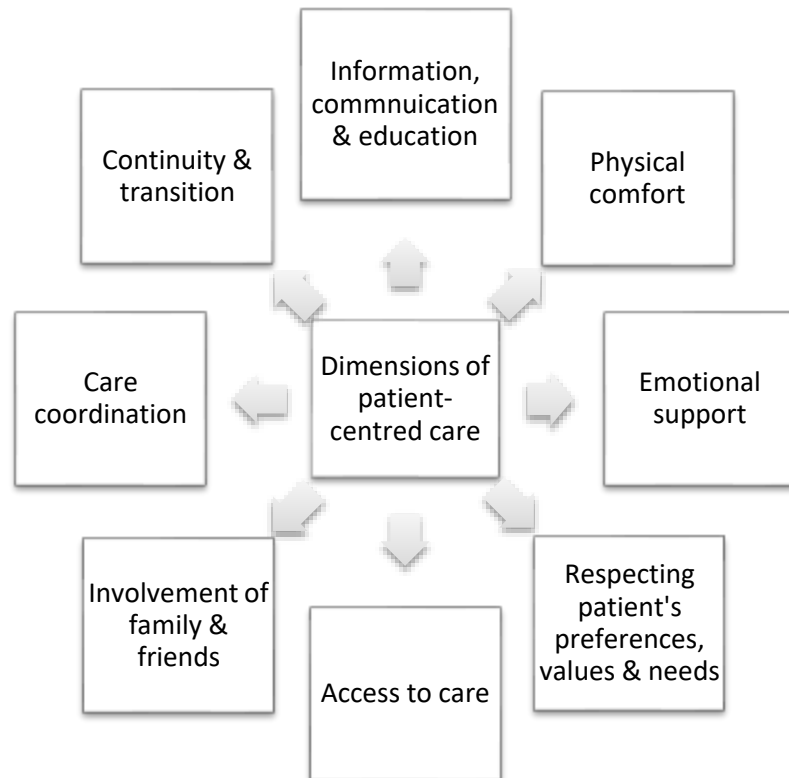 Information,
commnuication
& education
Continuity &
transition
Physical
comfort
Dimensions of
patient-
centred care
Care
coordination
Emotional
support
Involvement of
family &
friends
Respecting
patient's
preferences,
values & needs
Access to care